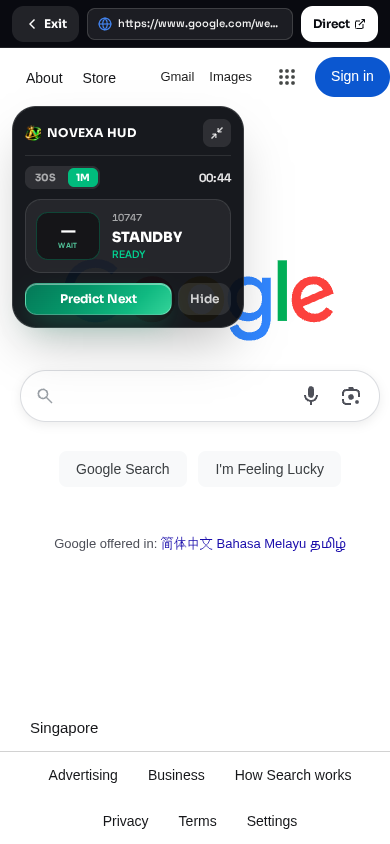 Exit https://www.google.com/we... Direct
About Store Gmail Images Sign in
NOVEXA HUD
30S 1M 00:44
10747
— STANDBY
WAIT READY
gle
Predict Next Hide
Google Search I'm Feeling Lucky
Google offered in: 简体中文 Bahasa Melayu தமிழ்
Singapore
Advertising Business How Search works
Privacy Terms Settings